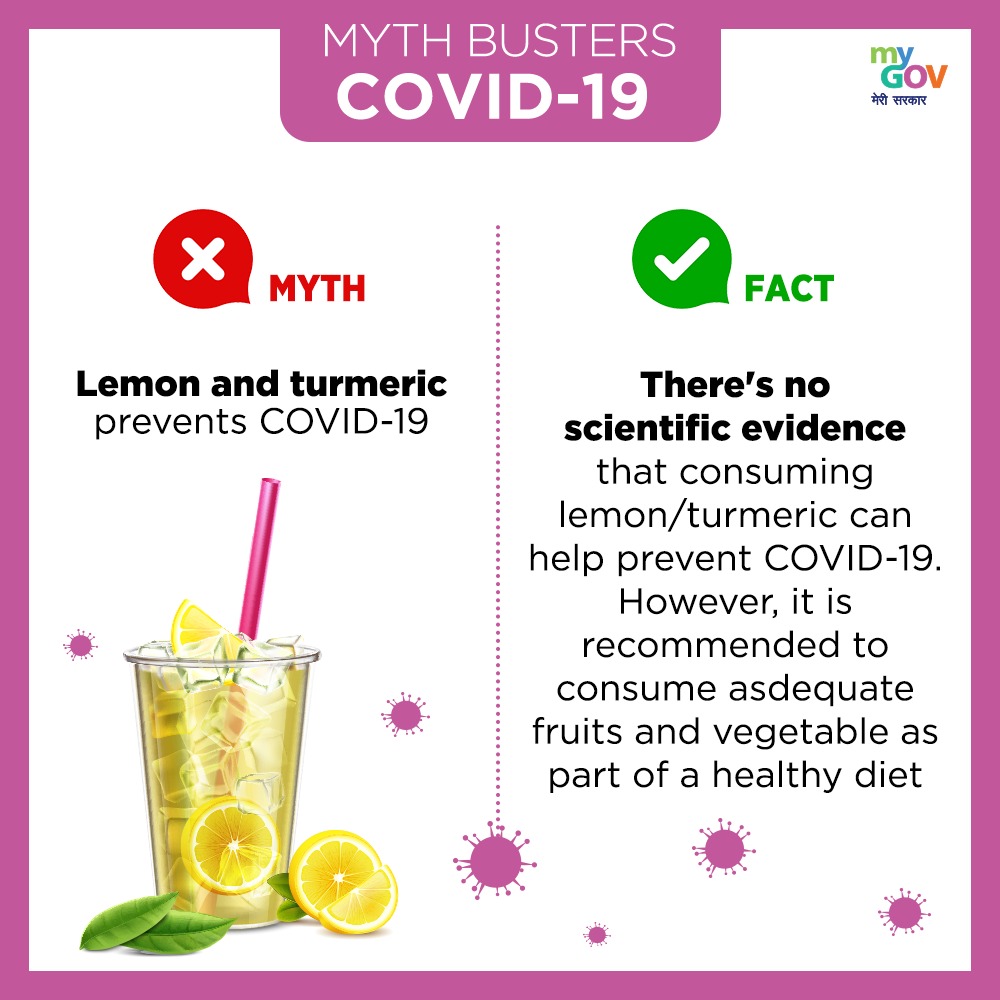 MYTH BUSTERS
COVID-19
my
GOV
मेरी सरकार
MYTH
Lemon and turmeric
prevents COVID-19
FACT
There's no
scientific evidence
that consuming
lemon/turmeric can
help prevent COVID-19.
However, it is
recommended to
consume asdequate
fruits and vegetable as
part of a healthy diet